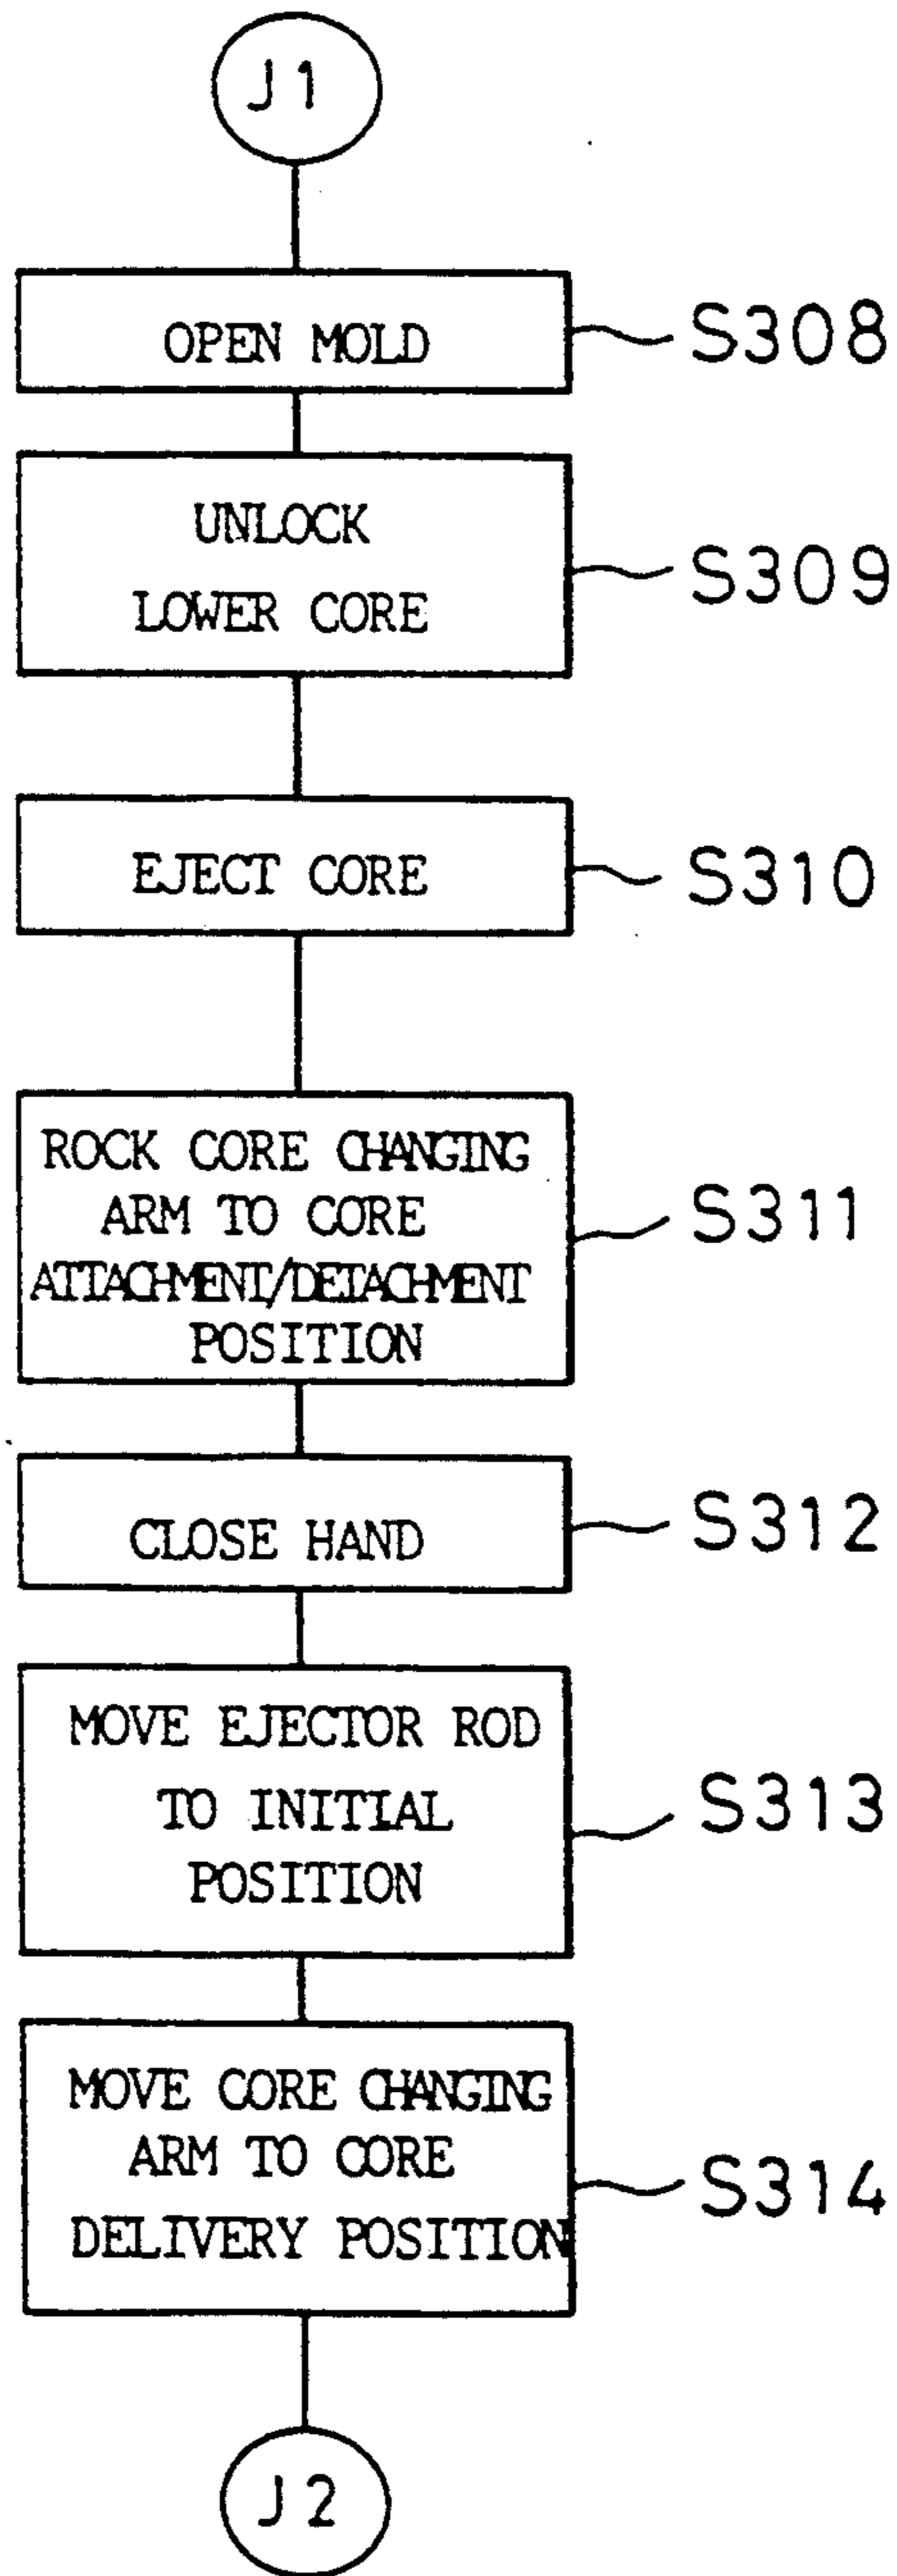 J1
OPEN MOLD
S308
UNLOCK
LOWER CORE
S309
EJECT CORE
S310
ROCK CORE CHANGING
ARM TO CORE
ATTACHMENT/DETACHMENT
POSITION
S311
CLOSE HAND
S312
MOVE EJECTOR ROD
TO INITIAL
POSITION
S313
MOVE CORE CHANGING
ARM TO CORE
DELIVERY POSITION
S314
J2